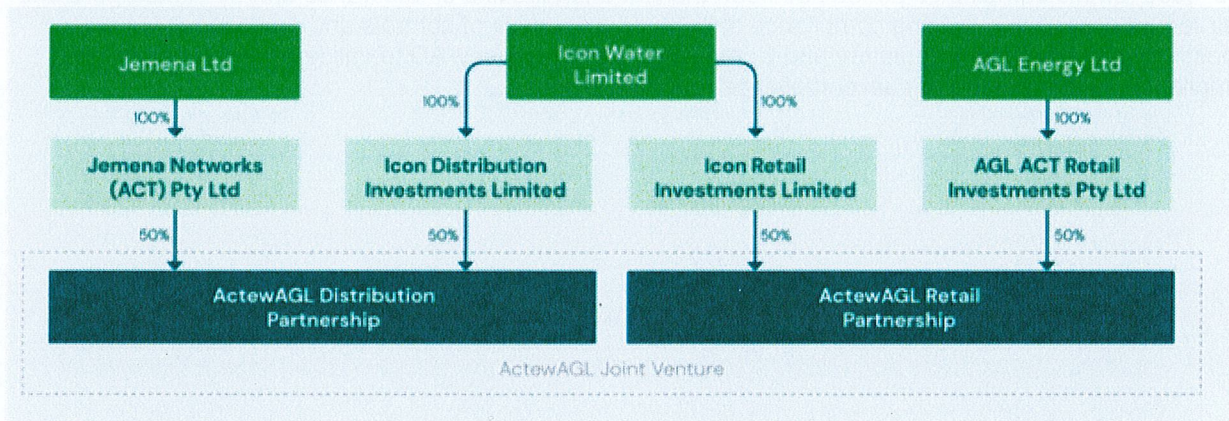 Jemena Ltd
Icon Water
Limited
AGL Energy Ltd
100%
100%
100%
100%
Jemena Networks
(ACT) Pty Ltd
Icon Distribution
Investments Limited
Icon Retail
Investments Limited
AGL ACT Retail
Investments Pty Ltd
50%
50%
50%
50%
ActewAGL Distribution
Partnership
ActewAGL Retail
Partnership
ActewAGL Joint Venture